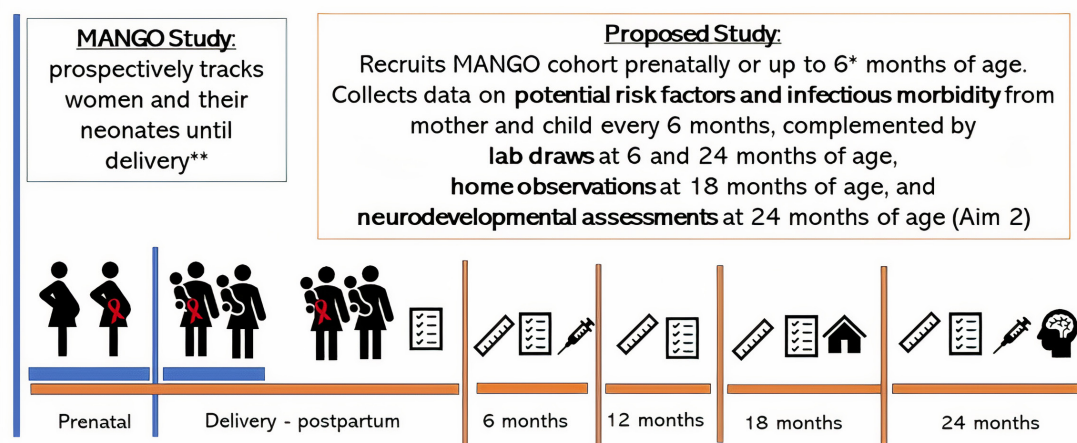 MANGO Study:
prospectively tracks
women and their
neonates until
delivery**
Proposed Study:
Recruits MANGO cohort prenatally or up to 6* months of age.
Collects data on potential risk factors and infectious morbidity from
mother and child every 6 months, complemented by
lab draws at 6 and 24 months of age,
home observations at 18 months of age, and
neurodevelopmental assessments at 24 months of age (Aim 2)
Prenatal
Delivery - postpartum
6 months
12 months
18 months
24 months